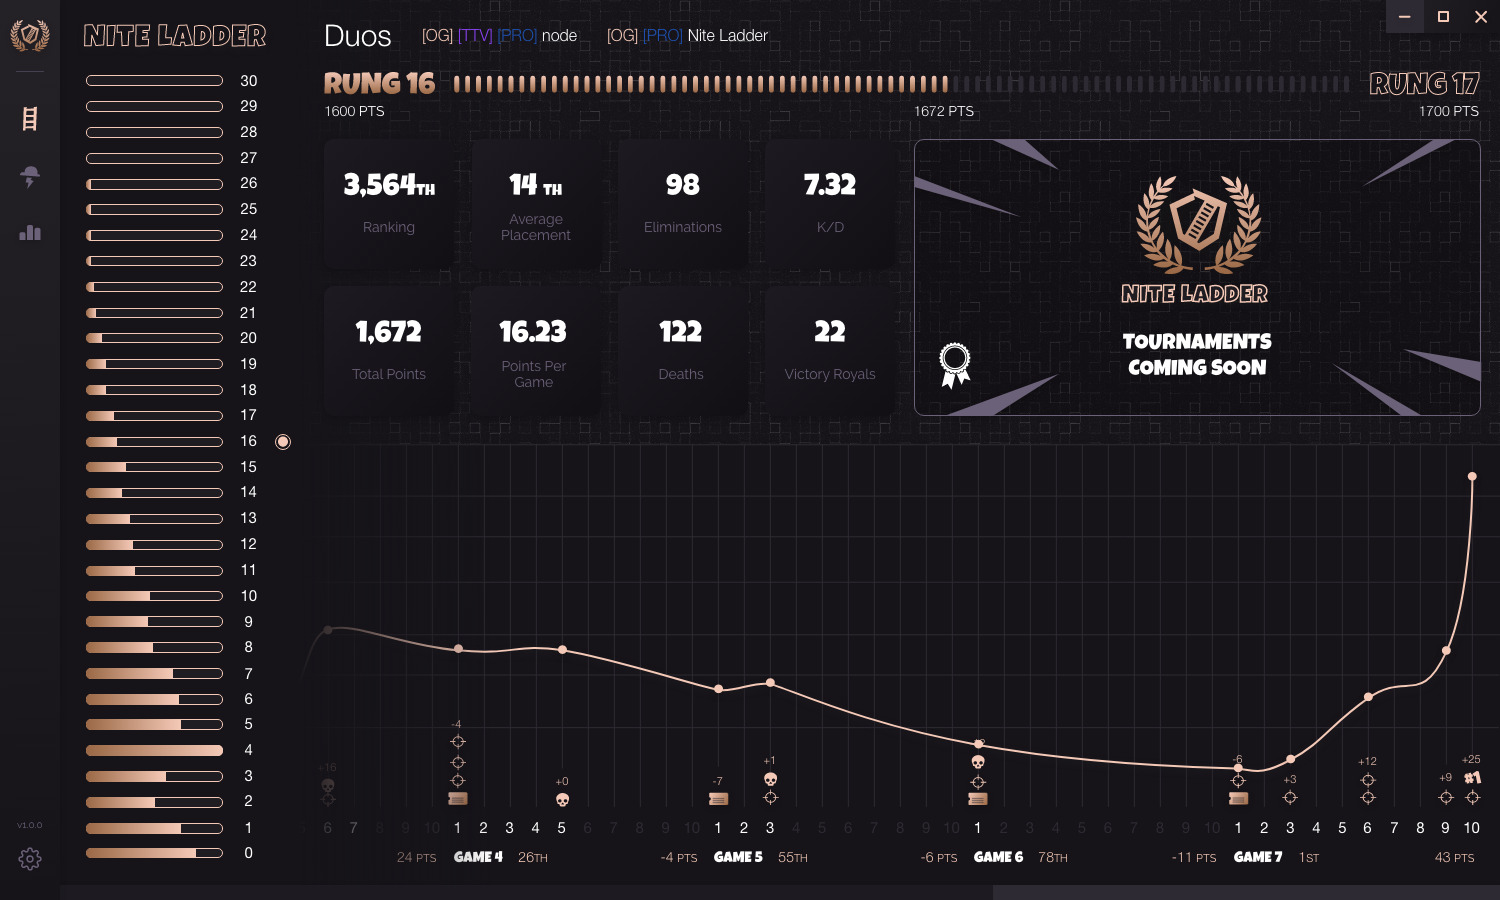 NITE LADDER
Duos [OG] [TTV] [PRO] node [OG] [PRO] Nite Ladder
RUNG 16 RUNG 17
1600 PTS 1672 PTS 1700 PTS
30
29
28
27
26
25
24
23
22
21
20
19
18
17
16
15
14
13
12
11
10
9
8
7
6
5
4
3
2
1
0
v1.0.0
3,564TH
Ranking
14 TH
Average
Placement
98
Eliminations
7.32
K/D
1,672
Total Points
16.23
Points Per
Game
122
Deaths
22
Victory Royals
NITE LADDER
TOURNAMENTS
COMING SOON
+16
-4
+0
-7
+1
-6
+3
+12
+9
+25
#1
5 6 7 8 9 10 1 2 3 4 5 6 7 8 9 10 1 2 3 4 5 6 7 8 9 10 1 2 3 4 5 6 7 8 9 10 1 2 3 4 5 6 7 8 9 10
24 PTS GAME 4 26TH -4 PTS GAME 5 55TH -6 PTS GAME 6 78TH -11 PTS GAME 7 1ST 43 PTS